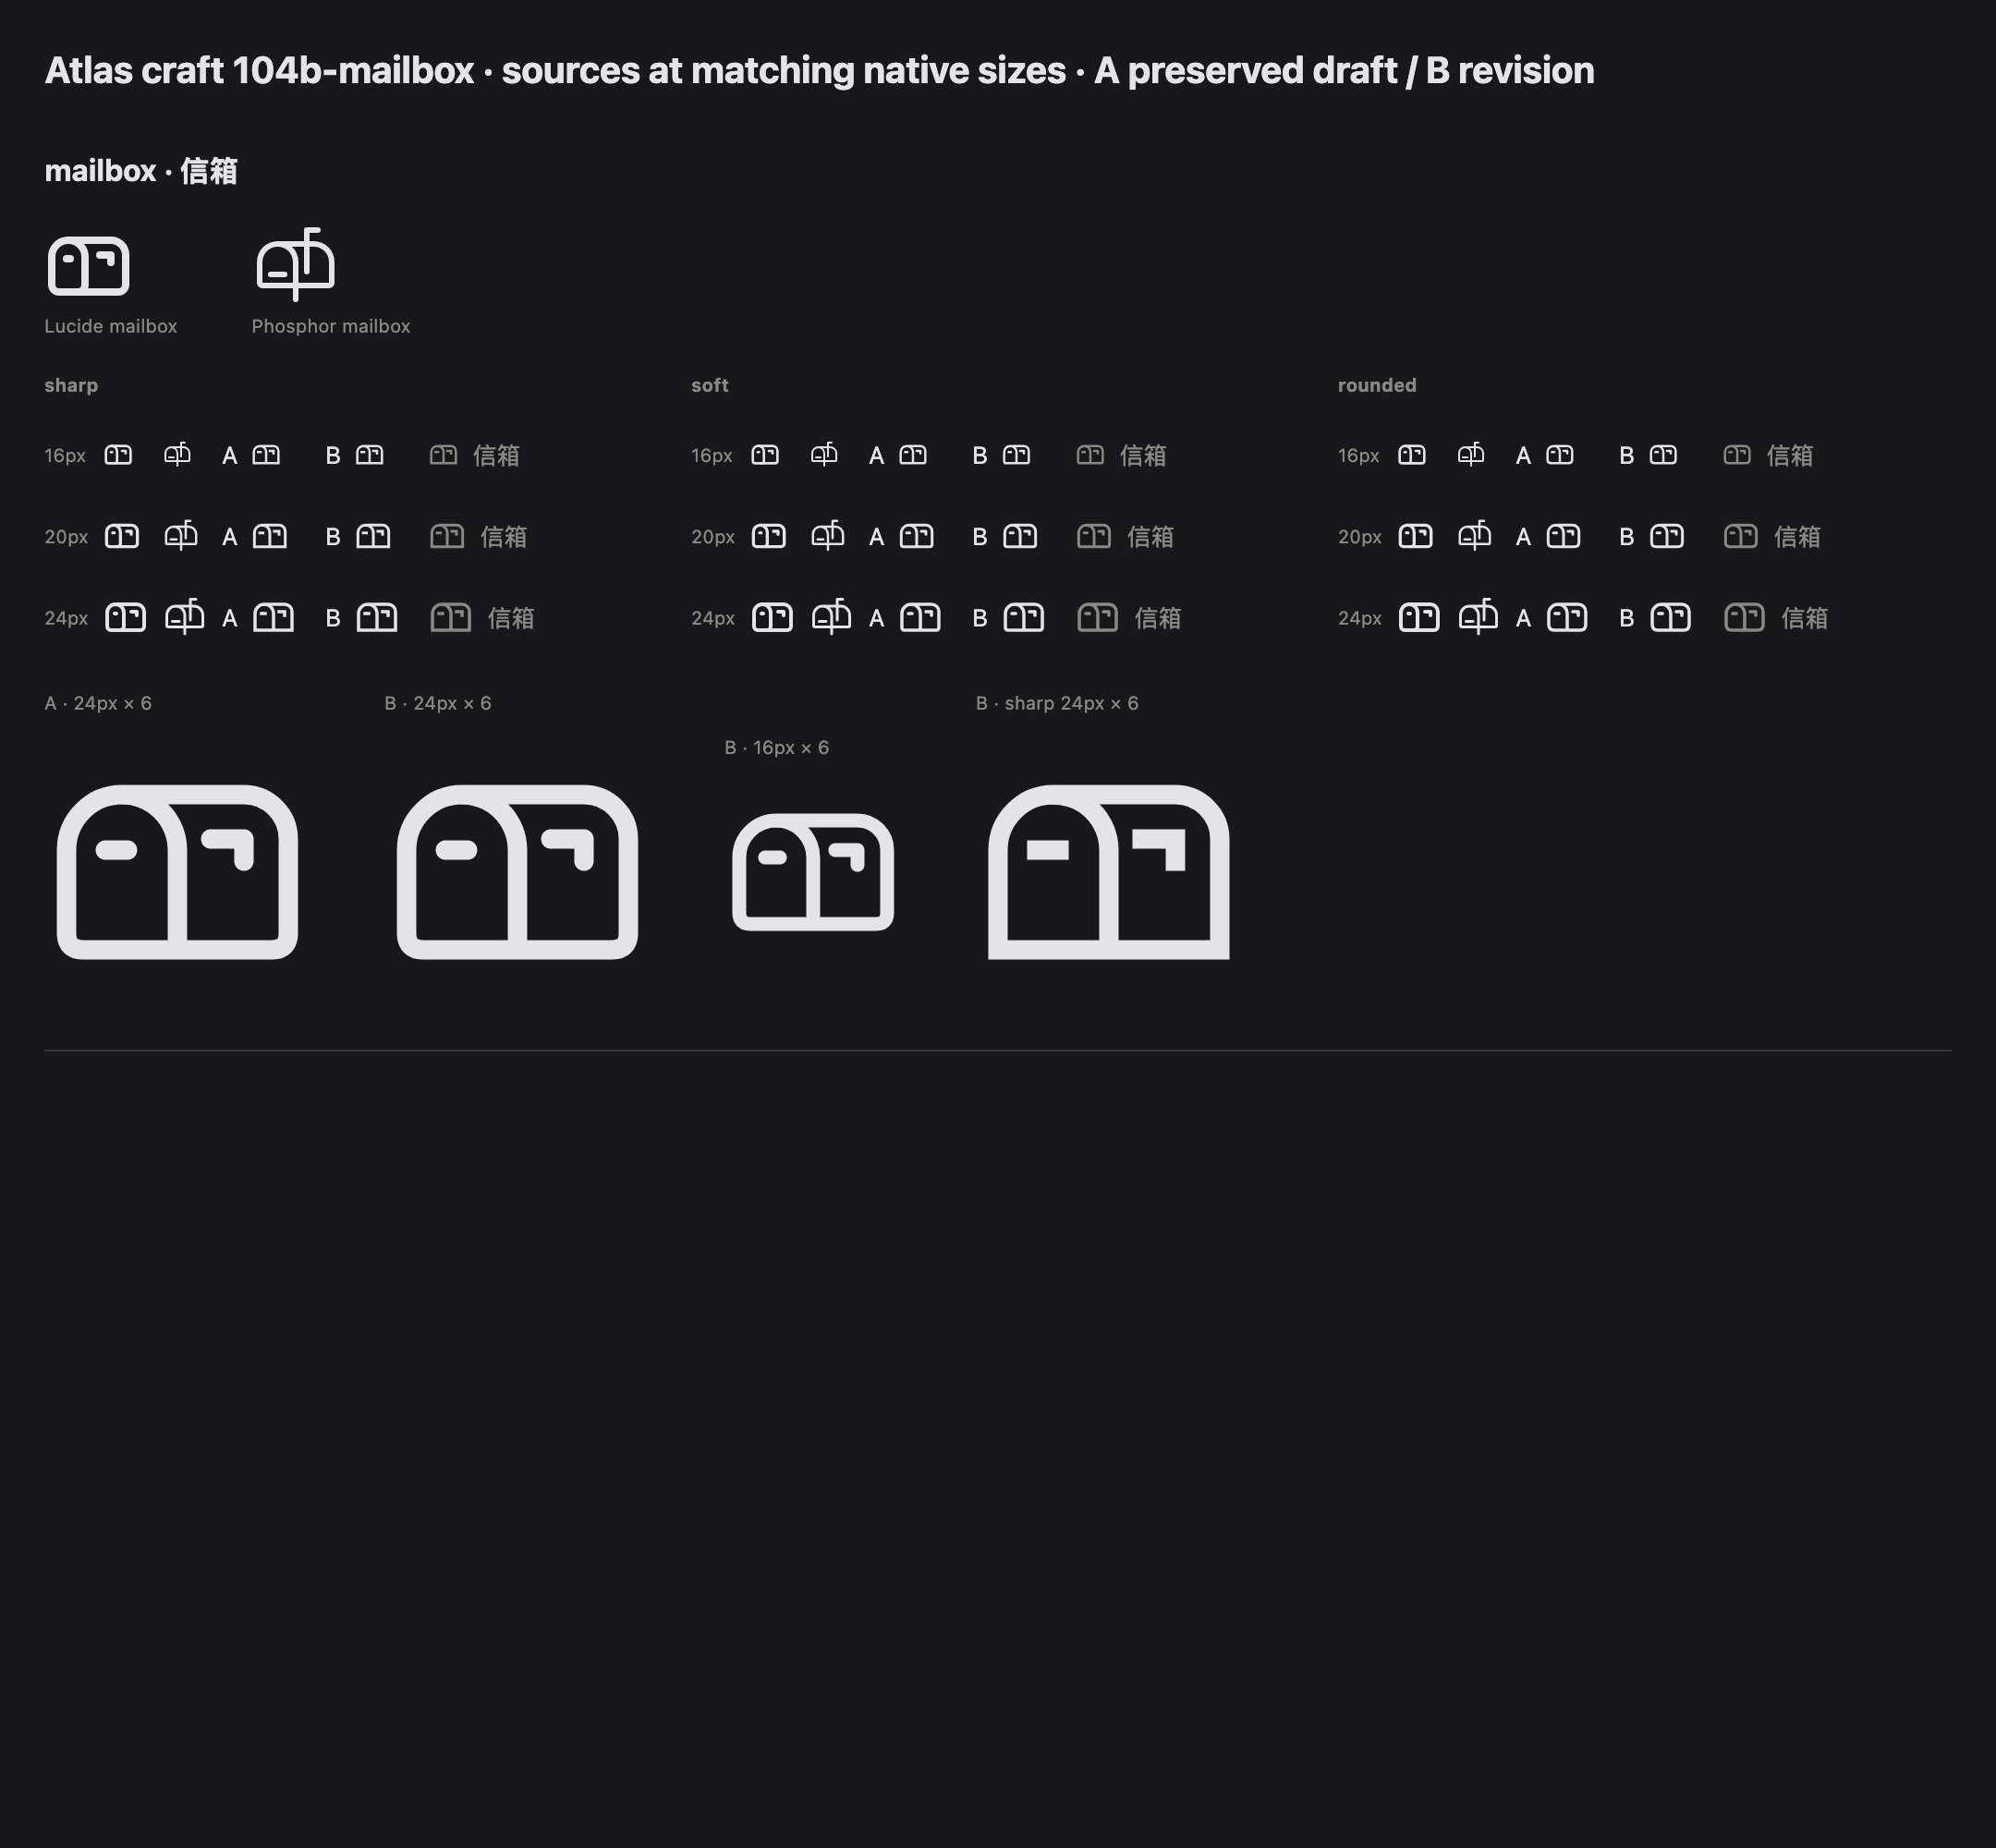 Atlas craft 104b-mailbox · sources at matching native sizes · A preserved draft / B revision
mailbox · 信箱
Lucide mailbox
Phosphor mailbox
sharp
soft
rounded
16px A B 信箱
16px A B 信箱
16px A B 信箱
20px A B 信箱
20px A B 信箱
20px A B 信箱
24px A B 信箱
24px A B 信箱
24px A B 信箱
A · 24px × 6
B · 24px × 6
B · sharp 24px × 6
B · 16px × 6